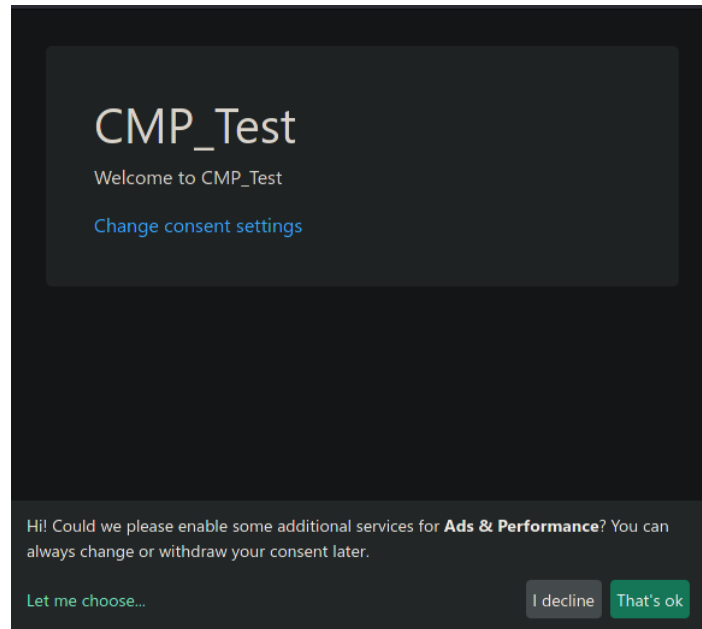 CMP_Test
Welcome to CMP_Test
Change consent settings
Hi! Could we please enable some additional services for Ads & Performance? You can
always change or withdraw your consent later.
Let me choose...
I decline
That's ok